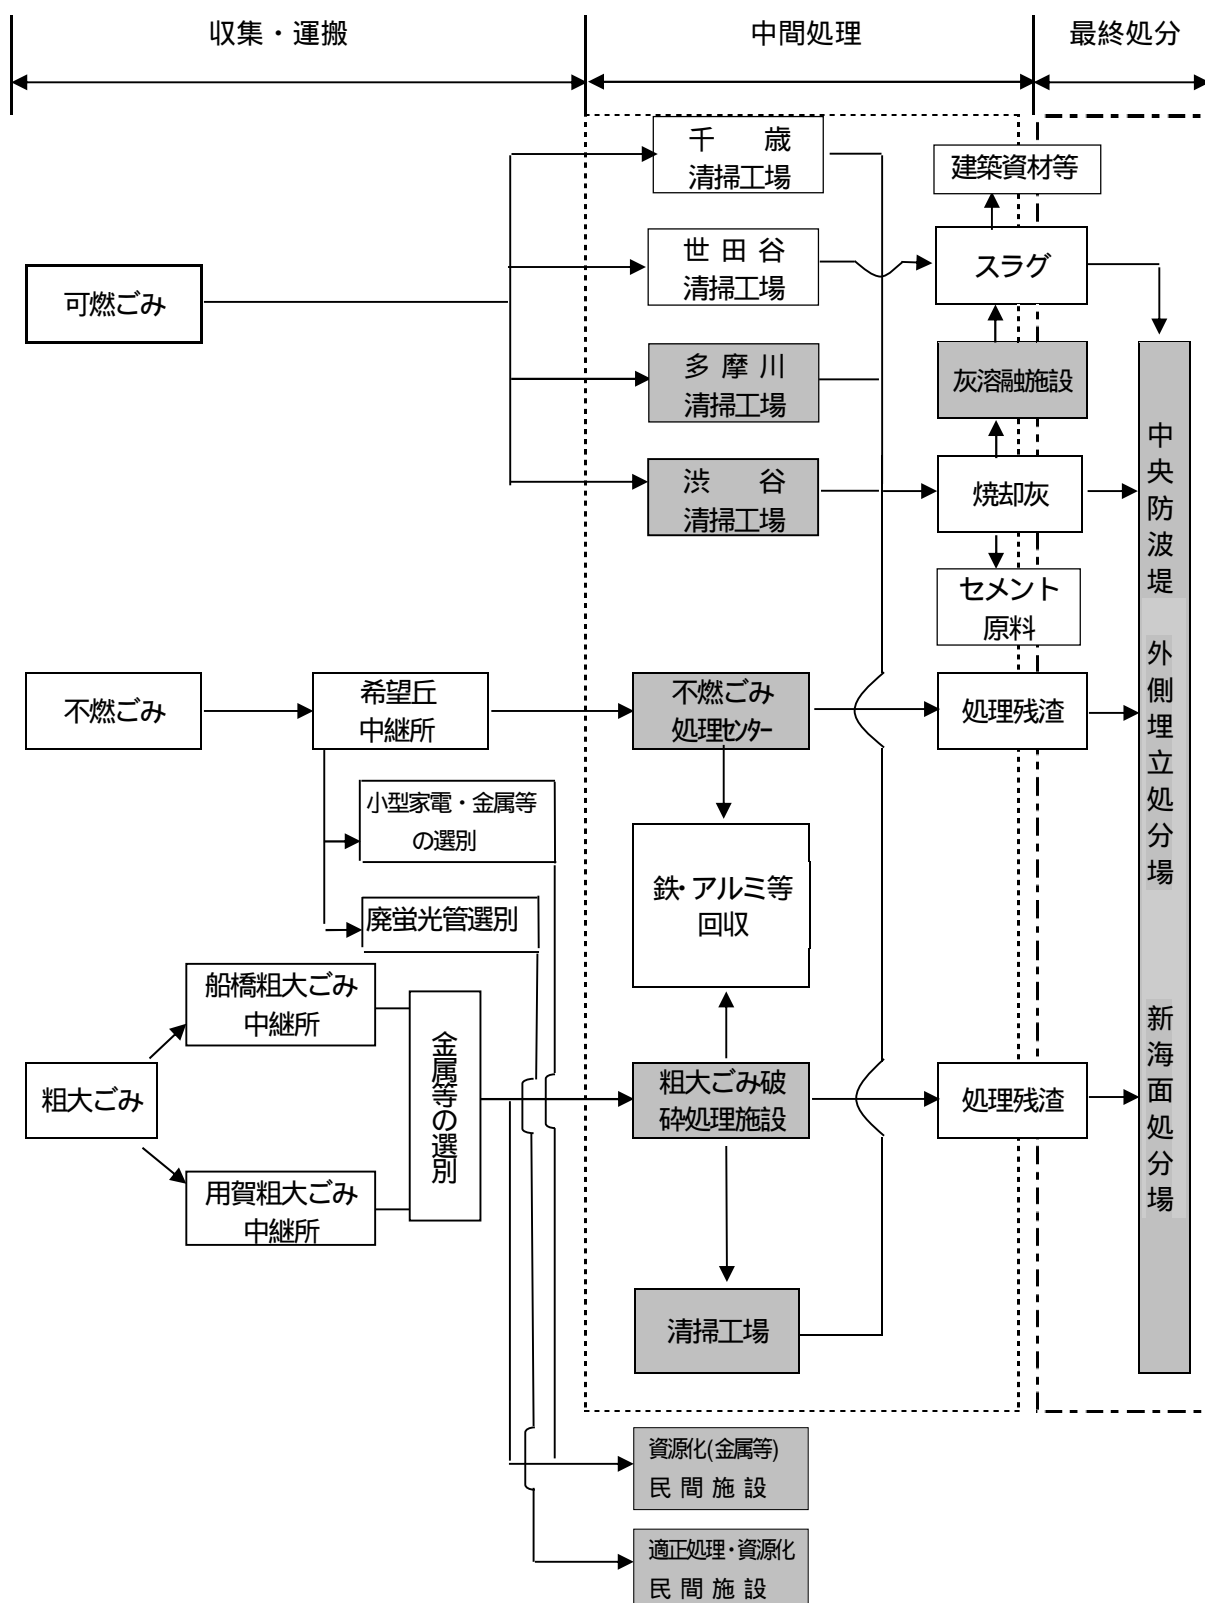 収集・運搬
中間処理
最終処分
千　歳
清掃工場
建築資材等
世田谷
清掃工場
スラグ
可燃ごみ
多摩川
清掃工場
灰溶融施設
渋　谷
清掃工場
焼却灰
セメント
原料
中央防波堤　外側埋立処分場
新海面処分場
不燃ごみ
希望丘
中継所
不燃ごみ
処理センター
処理残渣
小型家電・金属等
の選別
鉄・アルミ等
回収
廃蛍光管選別
船橋粗大ごみ
中継所
金属等の選別
粗大ごみ
粗大ごみ破
砕処理施設
処理残渣
用賀粗大ごみ
中継所
清掃工場
資源化(金属等)
民間施設
適正処理・資源化
民間施設